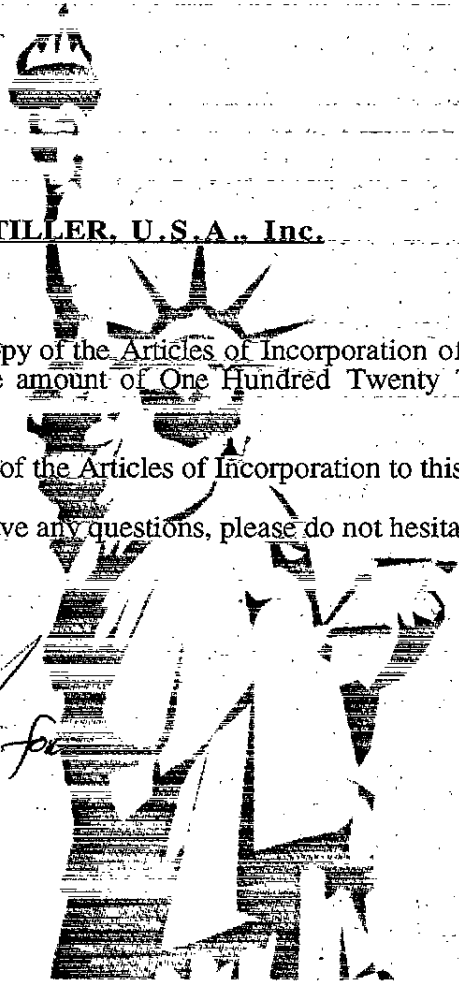 TILLER, U.S.A., Inc.
py of the Articles of Incorporation of
e amount of One Hundred Twenty T
of the Articles of Incorporation to this
ve any questions, please do not hesita
for